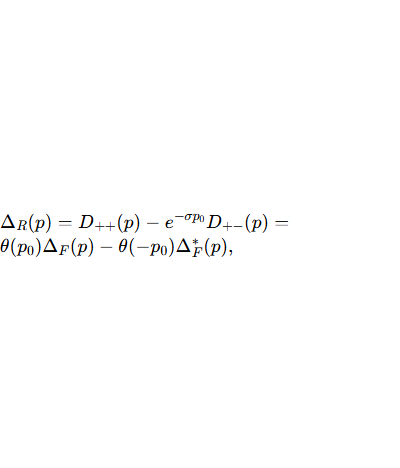 Δ_R(p) = D_{++}(p) − e^{−σp_0} D_{+−}(p) =
θ(p_0)Δ_F(p) − θ(−p_0)Δ_F^*(p),